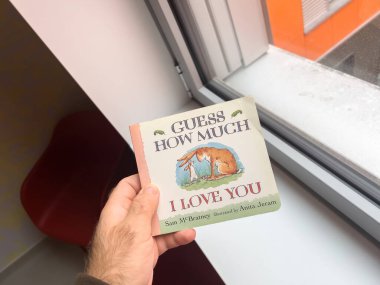 GUESS
HOW MUCH
I LOVE YOU
Sam McBratney Illustrated by Anita Jeram